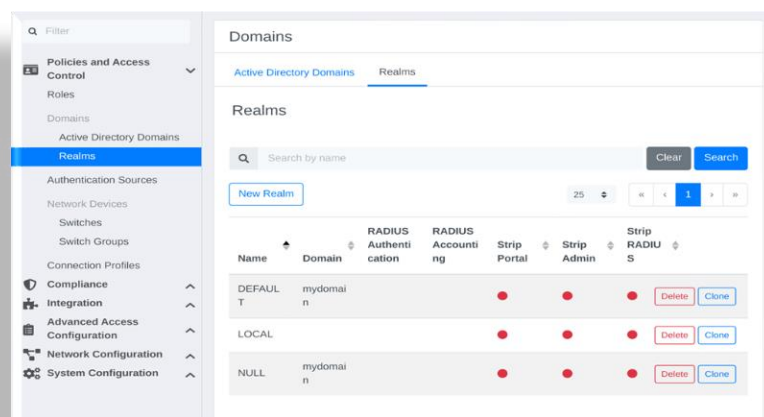 Filter
Policies and Access
Control
Roles
Domains
Active Directory Domains
Realms
Authentication Sources
Network Devices
Switches
Switch Groups
Connection Profiles
Compliance
Integration
Advanced Access
Configuration
Network Configuration
System Configuration
Domains
Active Directory Domains Realms
Realms
Search by name Clear Search
New Realm 25 « ‹ 1 › »
Name Domain RADIUS Authenti cation RADIUS Accounti ng Strip Portal Strip Admin Strip RADIU S
DEFAUL T mydomai n Delete Clone
LOCAL Delete Clone
NULL mydomai n Delete Clone